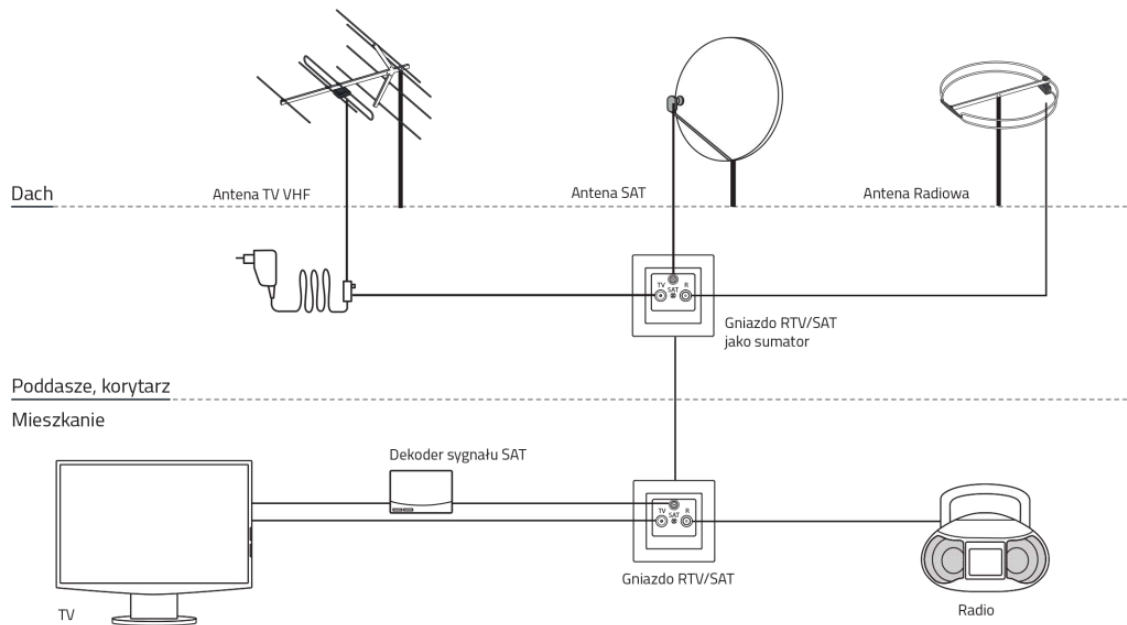 Antena TV VHF
Antena SAT
Antena Radiowa
Dach
TV
SAT
R
Gniazdo RTV/SAT
jako sumator
Poddasze, korytarz
Mieszkanie
Dekoder sygnału SAT
TV
SAT
R
Gniazdo RTV/SAT
TV
Radio